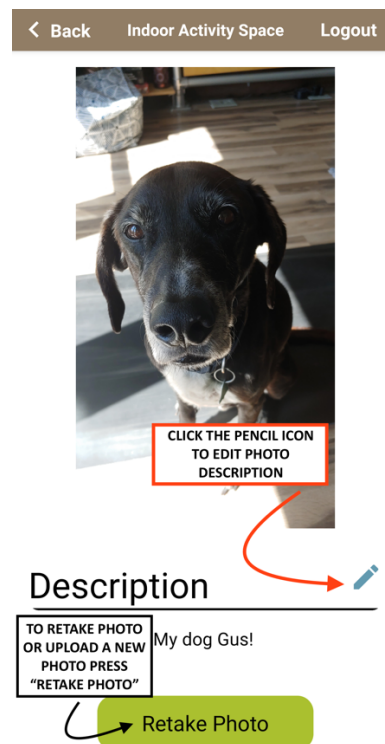 Back Indoor Activity Space Logout
CLICK THE PENCIL ICON
TO EDIT PHOTO
DESCRIPTION
Description
TO RETAKE PHOTO
OR UPLOAD A NEW
PHOTO PRESS
“RETAKE PHOTO”
My dog Gus!
Retake Photo